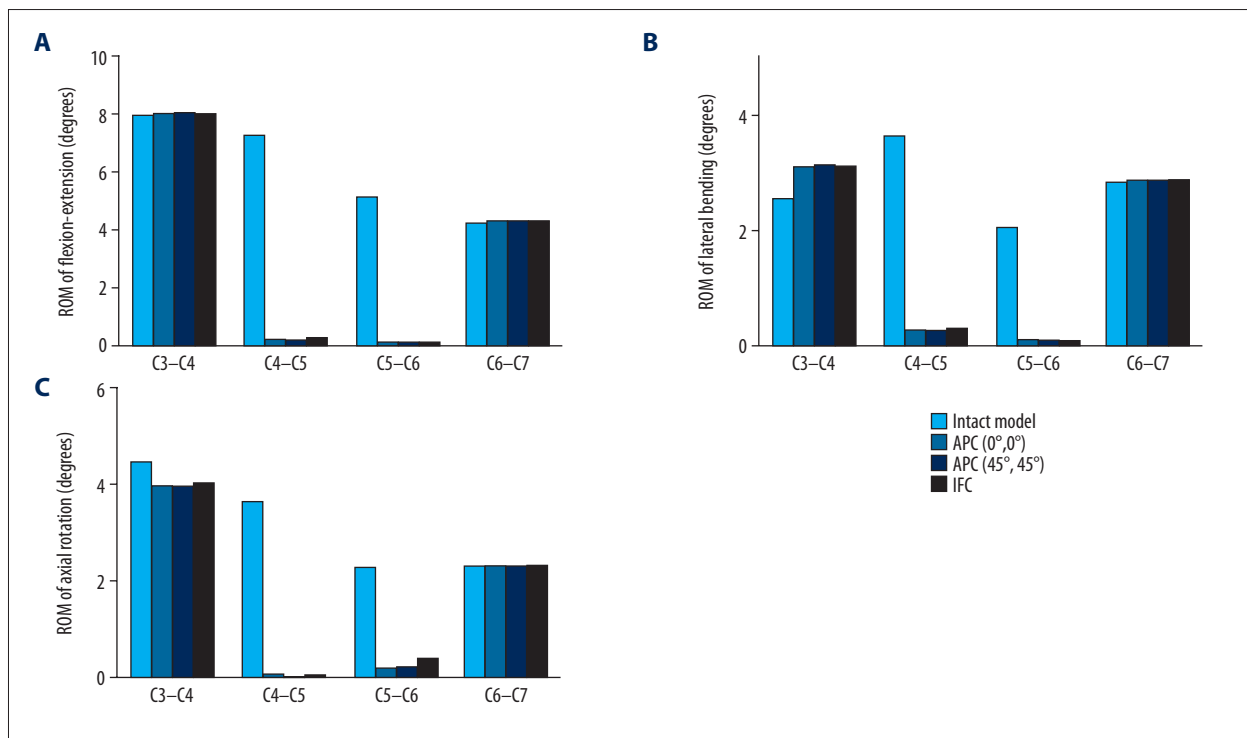 A
ROM of flexion-extension (degrees)
10
8
6
4
2
0
C3–C4
C4–C5
C5–C6
C6–C7
B
ROM of lateral bending (degrees)
4
2
0
C3–C4
C4–C5
C5–C6
C6–C7
C
ROM of axial rotation (degrees)
6
4
2
0
C3–C4
C4–C5
C5–C6
C6–C7
Intact model
APC (0°,0°)
APC (45°, 45°)
IFC